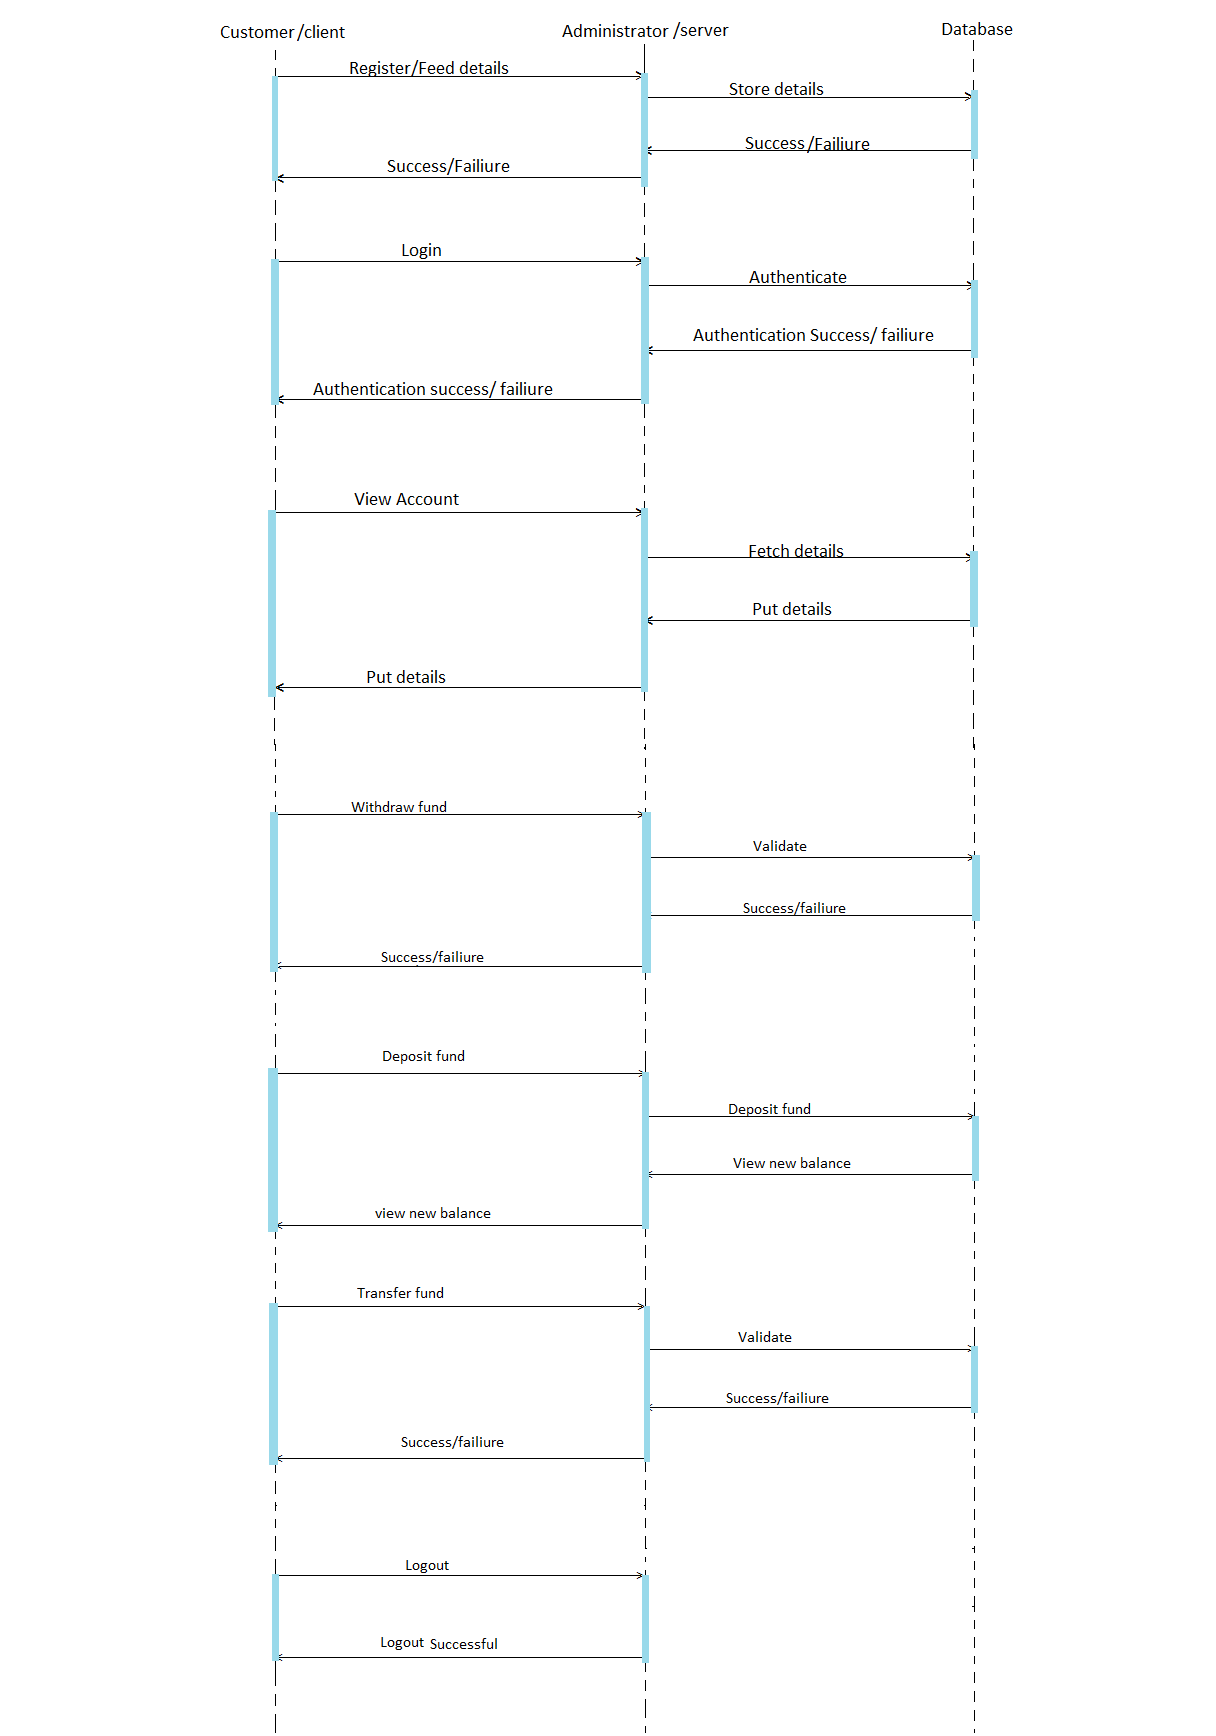 Customer/client
Administrator /server
Database
Register/Feed details
Store details
Success/Failiure
Success/Failiure
Login
Authenticate
Authentication Success/ failiure
Authentication success/ failiure
View Account
Fetch details
Put details
Put details
Withdraw fund
Validate
Success/failiure
Success/failiure
Deposit fund
Deposit fund
View new balance
view new balance
Transfer fund
Validate
Success/failiure
Success/failiure
Logout
Logout Successful